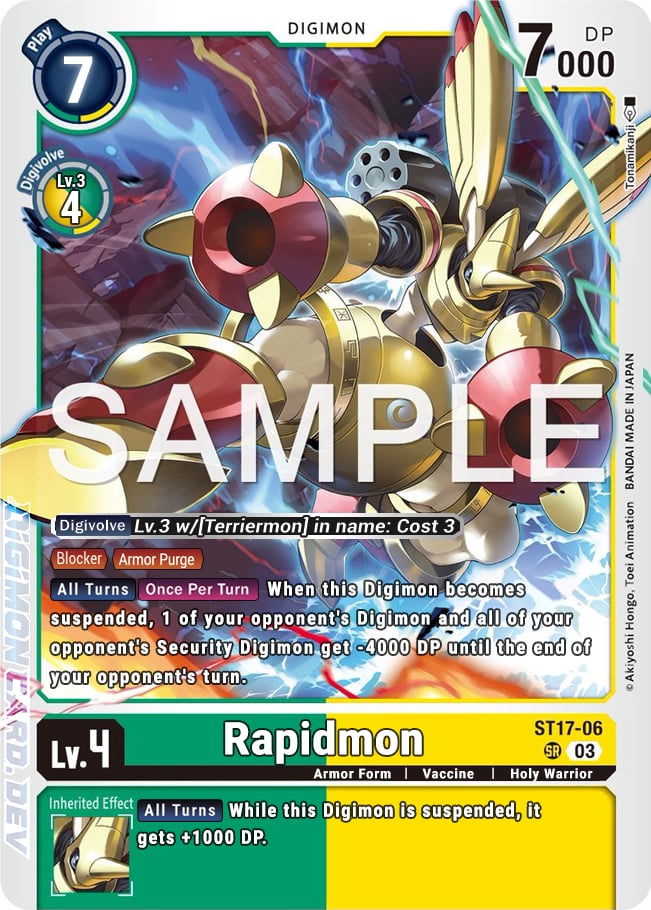 Play
7
DIGIMON
7000
DP
Digivolve
Lv.3
4
Tonamikanji
SAMPLE
© Akiyoshi Hongo, Toei Animation BANDAI MADE IN JAPAN
Digivolve Lv.3 w/[Terriermon] in name: Cost 3
Blocker Armor Purge
All Turns Once Per Turn When this Digimon becomes
suspended, 1 of your opponent's Digimon and all of your
opponent's Security Digimon get -4000 DP until the end of
your opponent's turn.
DIGIMONCARD.DEV
Lv.4
Rapidmon
ST17-06
SR 03
Armor Form | Vaccine | Holy Warrior
Inherited Effect
All Turns While this Digimon is suspended, it
gets +1000 DP.